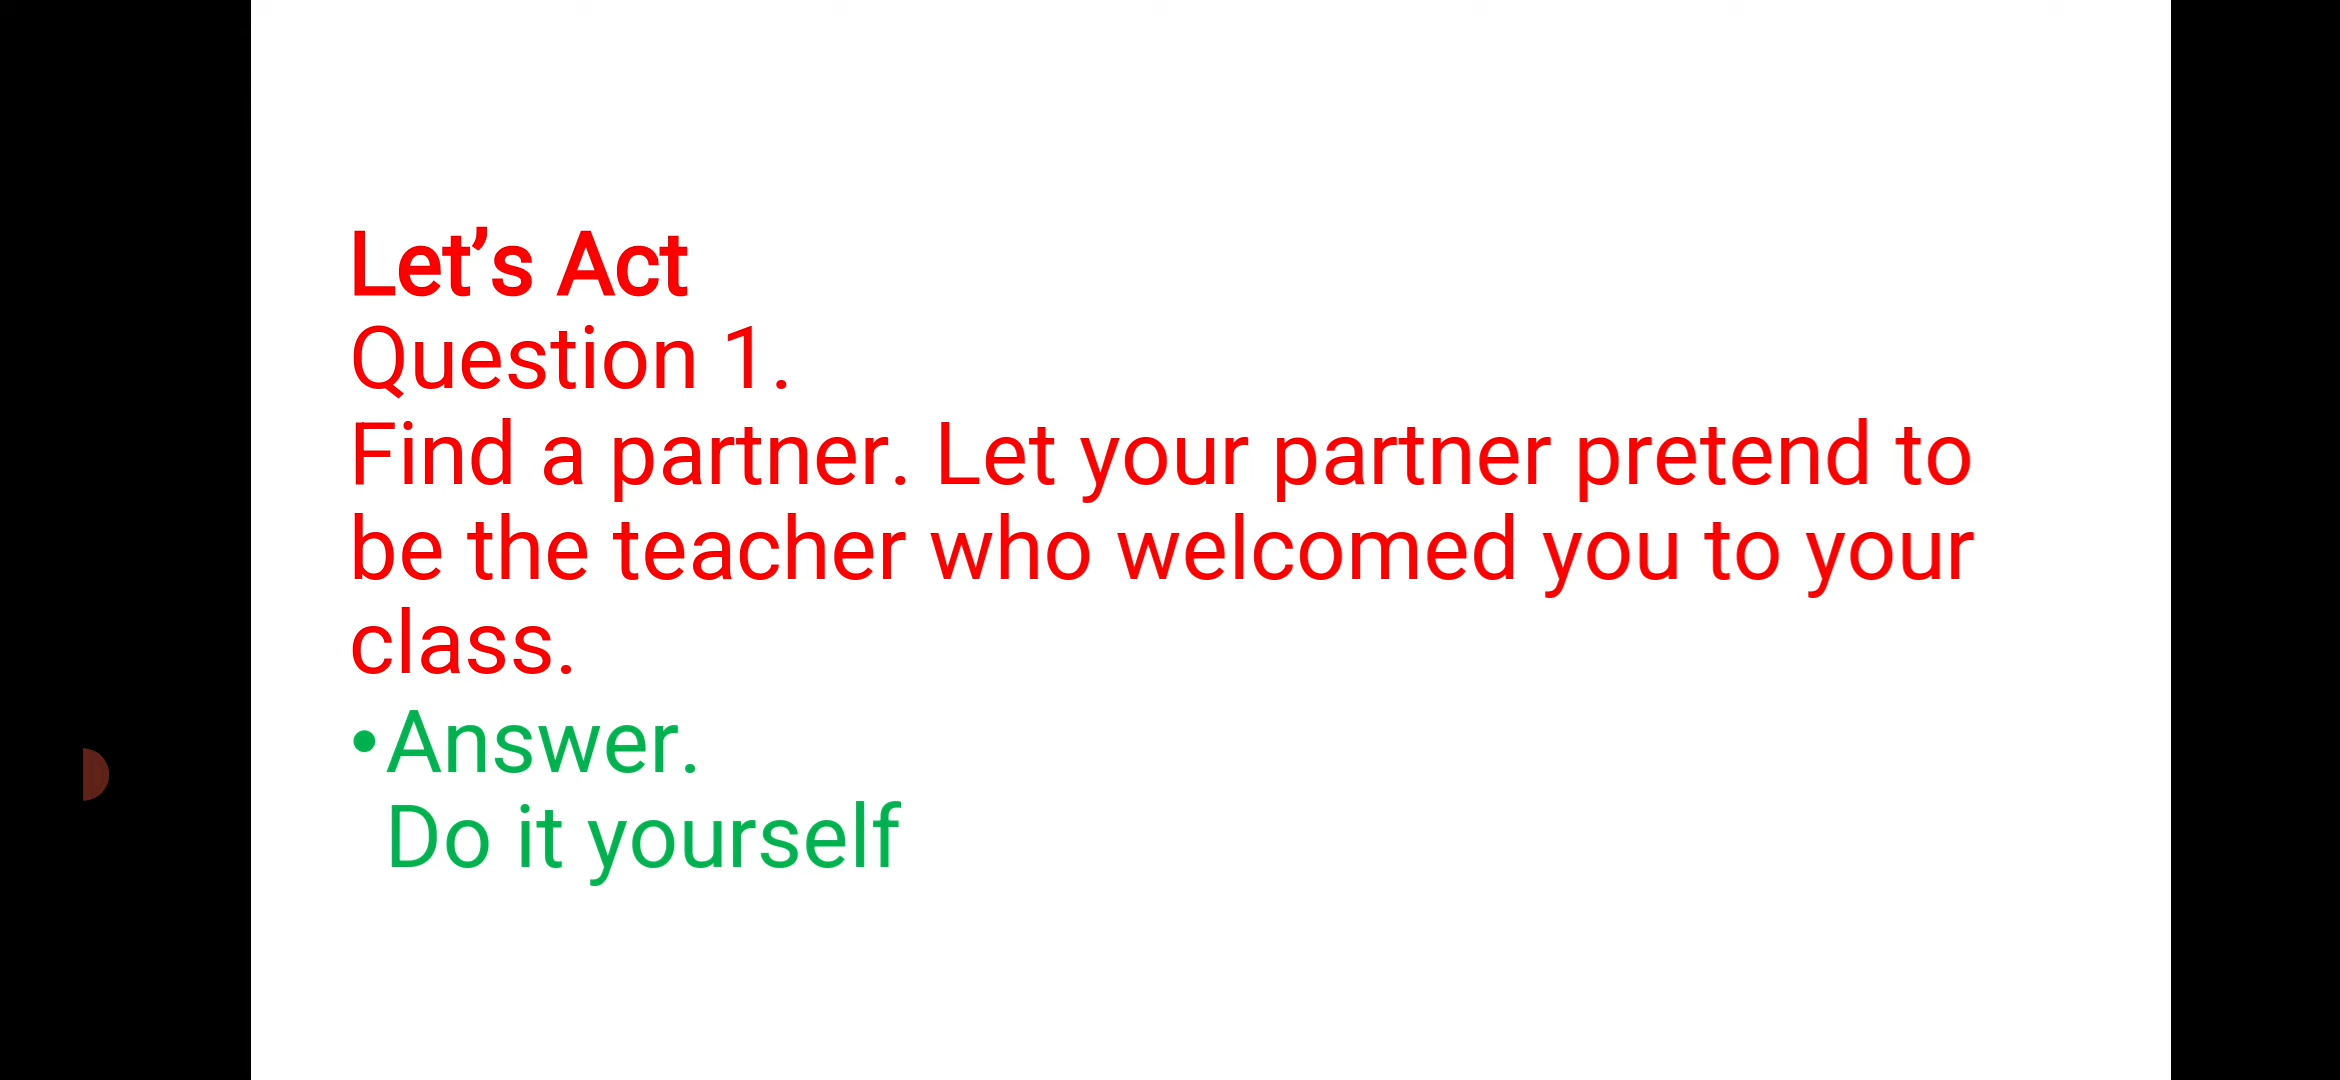 Let’s Act
Question 1.
Find a partner. Let your partner pretend to
be the teacher who welcomed you to your
class.
•Answer.
Do it yourself